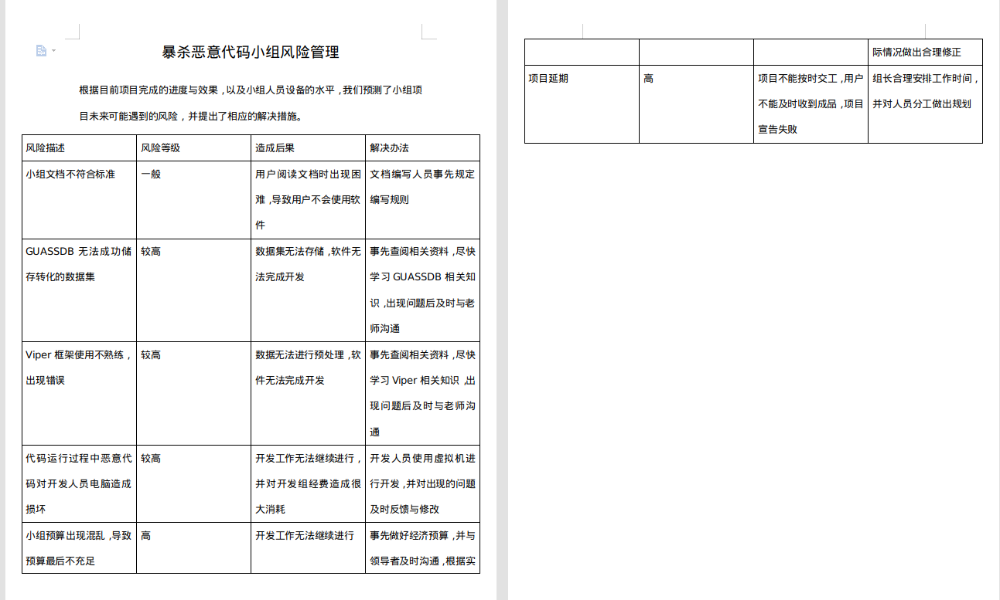 暴杀恶意代码小组风险管理
根据目前项目完成的进度与效果，以及小组人员设备的水平，我们预测了小组项
目未来可能遇到的风险，并提出了相应的解决措施。
风险描述
风险等级
造成后果
解决办法
小组文档不符合标准
一般
用户阅读文档时出现困
难，导致用户不会使用软
件
文档编写人员事先规定
编写规则
GUASSDB 无法成功储
存转化的数据集
较高
数据集无法存储，软件无
法完成开发
事先查阅相关资料，尽快
学习 GUASSDB 相关知
识，出现问题后及时与老
师沟通
Viper 框架使用不熟练，
出现错误
较高
数据无法进行预处理，软
件无法完成开发
事先查阅相关资料，尽快
学习 Viper 相关知识，出
现问题后及时与老师沟
通
代码运行过程中恶意代
码对开发人员电脑造成
损坏
较高
开发工作无法继续进行，
并对开发组经费造成很
大消耗
开发人员使用虚拟机进
行开发，并对出现的问题
及时反馈与修改
小组预算出现混乱，导致
预算最后不充足
高
开发工作无法继续进行
事先做好经济预算，并与
领导者及时沟通，根据实
际情况做出合理修正
项目延期
高
项目不能按时交工，用户
不能及时收到成品，项目
宣告失败
组长合理安排工作时间，
并对人员分工做出规划